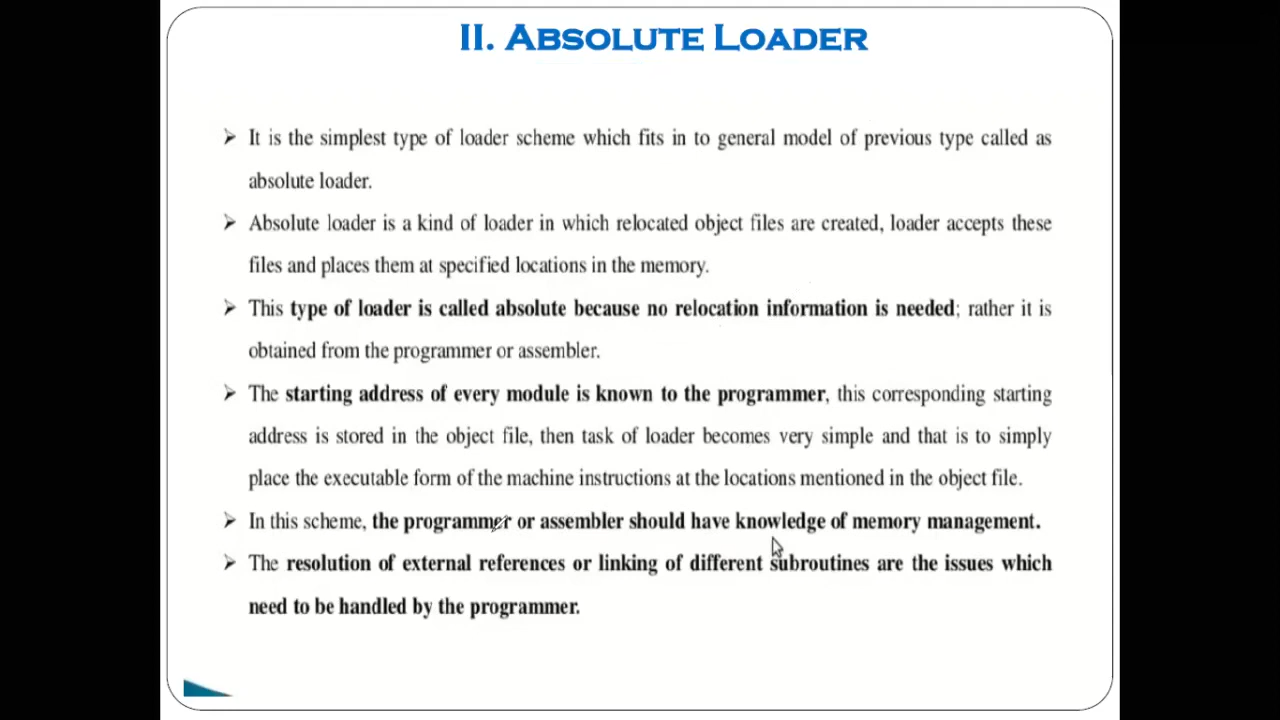 II. ABSOLUTE LOADER
➢ It is the simplest type of loader scheme which fits in to general model of previous type called as
absolute loader.
➢ Absolute loader is a kind of loader in which relocated object files are created, loader accepts these
files and places them at specified locations in the memory.
➢ This type of loader is called absolute because no relocation information is needed; rather it is
obtained from the programmer or assembler.
➢ The starting address of every module is known to the programmer, this corresponding starting
address is stored in the object file, then task of loader becomes very simple and that is to simply
place the executable form of the machine instructions at the locations mentioned in the object file.
➢ In this scheme, the programmer or assembler should have knowledge of memory management.
➢ The resolution of external references or linking of different subroutines are the issues which
need to be handled by the programmer.